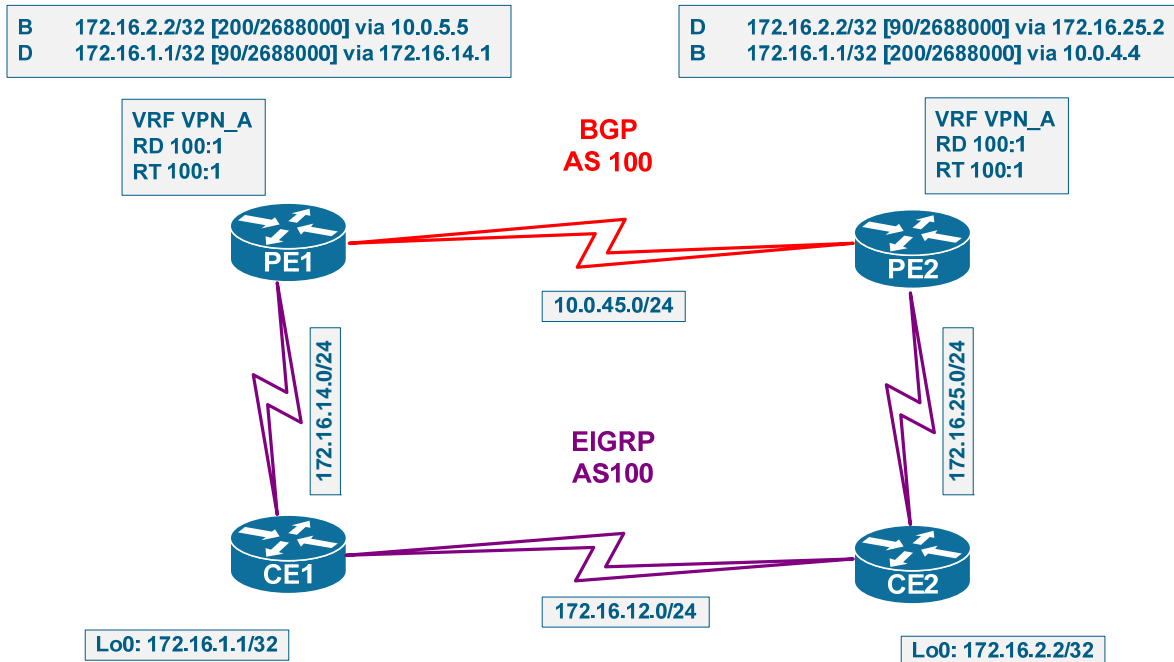 B 172.16.2.2/32 [200/2688000] via 10.0.5.5
D 172.16.1.1/32 [90/2688000] via 172.16.14.1
D 172.16.2.2/32 [90/2688000] via 172.16.25.2
B 172.16.1.1/32 [200/2688000] via 10.0.4.4
VRF VPN_A
RD 100:1
RT 100:1
BGP
AS 100
VRF VPN_A
RD 100:1
RT 100:1
PE1
PE2
10.0.45.0/24
172.16.14.0/24
172.16.25.0/24
EIGRP
AS100
CE1
CE2
172.16.12.0/24
Lo0: 172.16.1.1/32
Lo0: 172.16.2.2/32